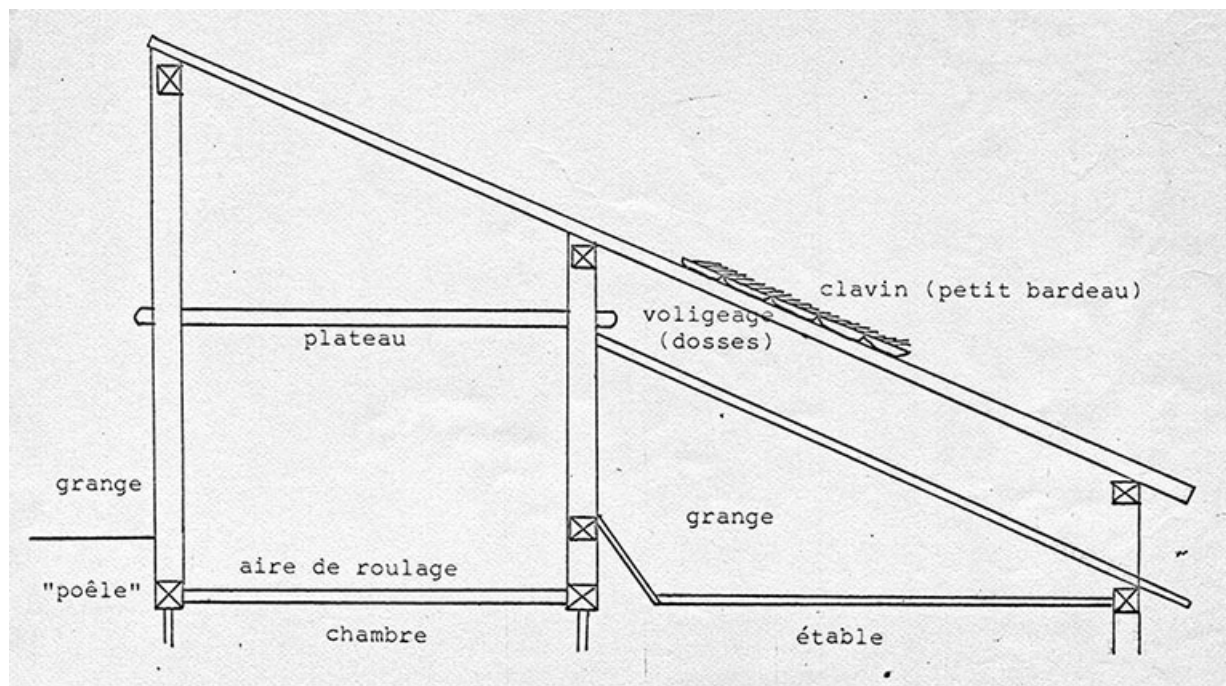 clavin (petit bardeau)
voligeage
(dosses)
plateau
grange
grange
aire de roulage
"poêle"
chambre
étable